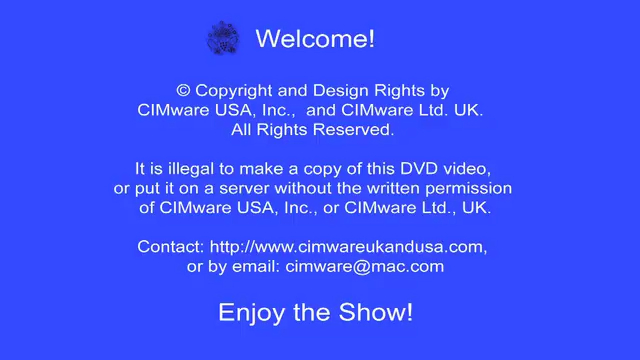 Welcome!
© Copyright and Design Rights by
CIMware USA, Inc.,  and CIMware Ltd. UK.
All Rights Reserved.
It is illegal to make a copy of this DVD video,
or put it on a server without the written permission
of CIMware USA, Inc., or CIMware Ltd., UK.
Contact: http://www.cimwareukandusa.com,
or by email: cimware@mac.com
Enjoy the Show!